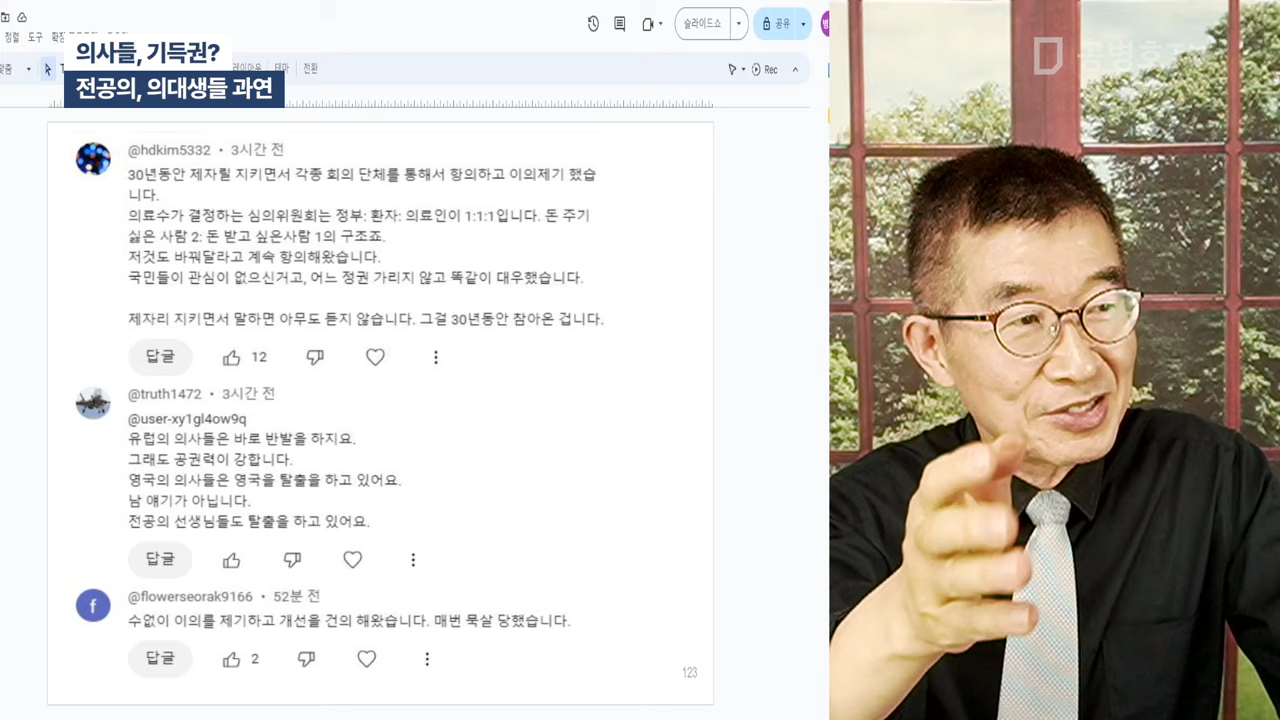 의사들, 기득권?
전공의, 의대생들 과연
정렬 도구
테마 전환
슬라이드쇼
공유
Rec
@hdkim5332 • 3시간 전
30년동안 제자릴 지키면서 각종 회의 단체를 통해서 항의하고 이의제기 했습
니다.
의료수가 결정하는 심의위원회는 정부: 환자: 의료인이 1:1:1입니다. 돈 주기
싫은 사람 2: 돈 받고 싶은사람 1의 구조죠.
저것도 바꿔달라고 계속 항의해왔습니다.
국민들이 관심이 없으신거고, 어느 정권 가리지 않고 똑같이 대우했습니다.
제자리 지키면서 말하면 아무도 듣지 않습니다. 그걸 30년동안 참아온 겁니다.
답글 12
@truth1472 • 3시간 전
@user-xy1gl4ow9q
유럽의 의사들은 바로 반발을 하지요.
그래도 공권력이 강합니다.
영국의 의사들은 영국을 탈출을 하고 있어요.
남 얘기가 아닙니다.
전공의 선생님들도 탈출을 하고 있어요.
답글
f
@flowerseorak9166 • 52분 전
수없이 이의를 제기하고 개선을 건의 해왔습니다. 매번 묵살 당했습니다.
답글 2
123